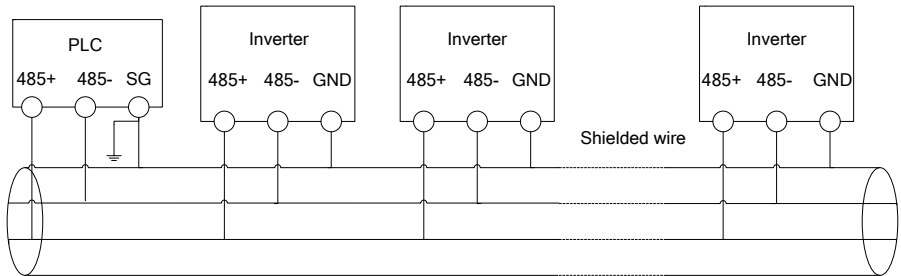 PLC
485+ 485- SG
Inverter
485+ 485- GND
Inverter
485+ 485- GND
Inverter
485+ 485- GND
Shielded wire